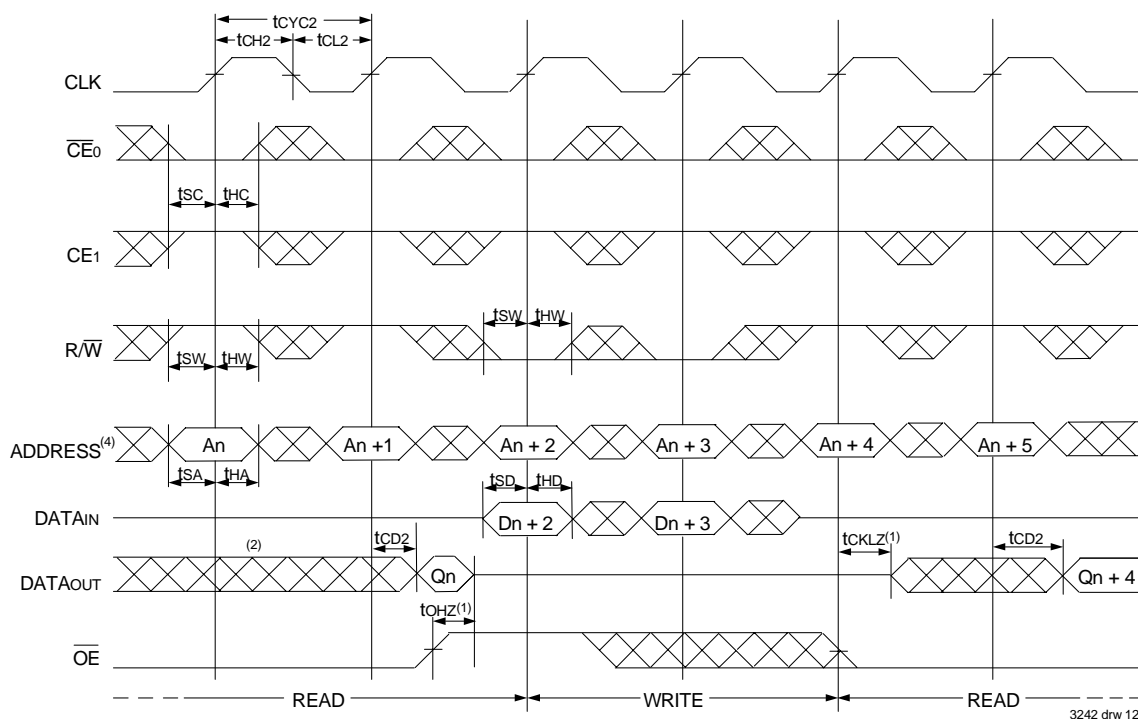 tCYC2
tCH2 tCL2
CLK
CE0
tSC tHC
CE1
tSW tHW
R/W
tSW tHW
ADDRESS(4) An An +1 An + 2 An + 3 An + 4 An + 5
tSA tHA tSD tHD
DATAIN Dn + 2 Dn + 3
(2) tCD2 tCKLZ(1) tCD2
DATAOUT Qn Qn + 4
tOHZ(1)
OE
READ WRITE READ
3242 drw 12